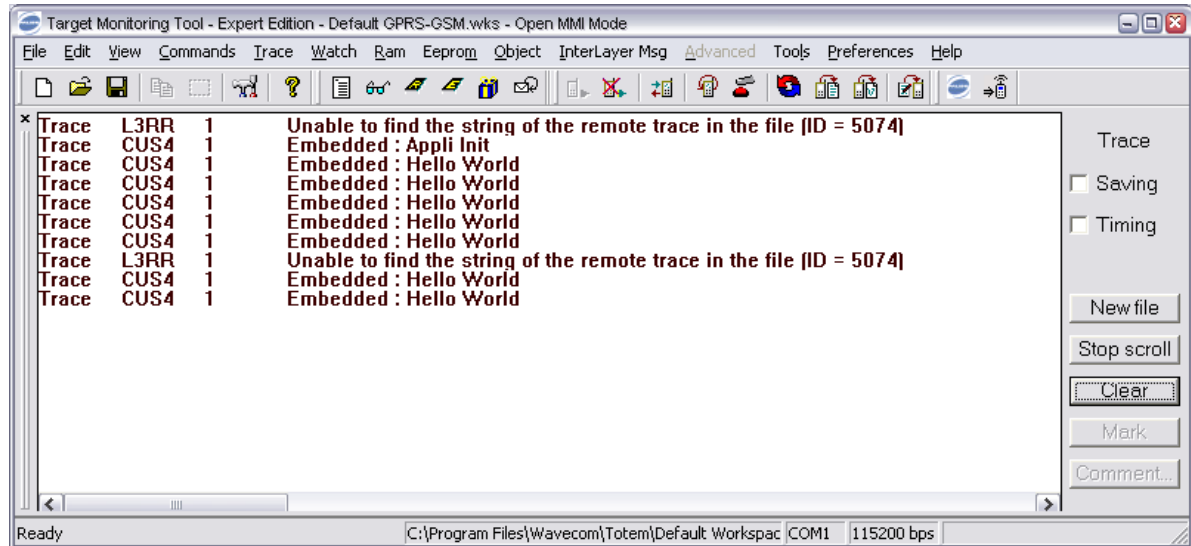 Target Monitoring Tool - Expert Edition - Default GPRS-GSM.wks - Open MMI Mode
File Edit View Commands Trace Watch Ram Eeprom Object InterLayer Msg Advanced Tools Preferences Help
Trace L3RR 1 Unable to find the string of the remote trace in the file (ID = 5074)
Trace CUS4 1 Embedded : Appli Init
Trace CUS4 1 Embedded : Hello World
Trace CUS4 1 Embedded : Hello World
Trace CUS4 1 Embedded : Hello World
Trace CUS4 1 Embedded : Hello World
Trace CUS4 1 Embedded : Hello World
Trace L3RR 1 Unable to find the string of the remote trace in the file (ID = 5074)
Trace CUS4 1 Embedded : Hello World
Trace CUS4 1 Embedded : Hello World
Trace
Saving
Timing
New file
Stop scroll
Clear
Mark
Comment...
Ready C:\Program Files\Wavecom\Totem\Default Workspac COM1 115200 bps